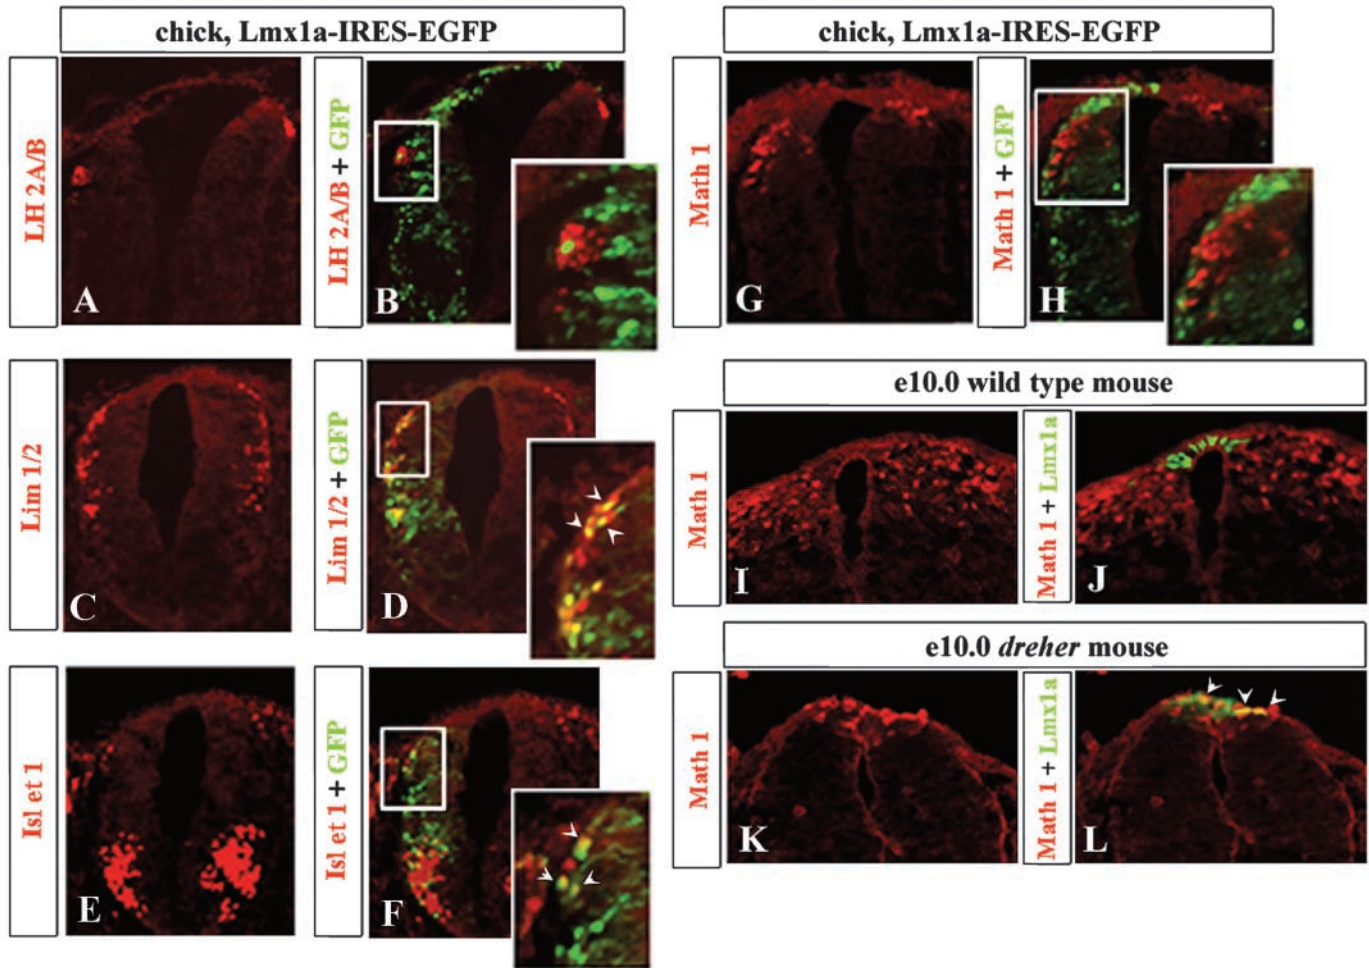 chick, Lmx1a-IRES-EGFP
LH 2A/B
A
LH 2A/B + GFP
B
Lim 1/2
C
Lim 1/2 + GFP
D
Isl et 1
E
Isl et 1 + GFP
F
chick, Lmx1a-IRES-EGFP
Math 1
G
Math 1 + GFP
H
e10.0 wild type mouse
Math 1
I
Math 1 + Lmx1a
J
e10.0 dreher mouse
Math 1
K
Math 1 + Lmx1a
L